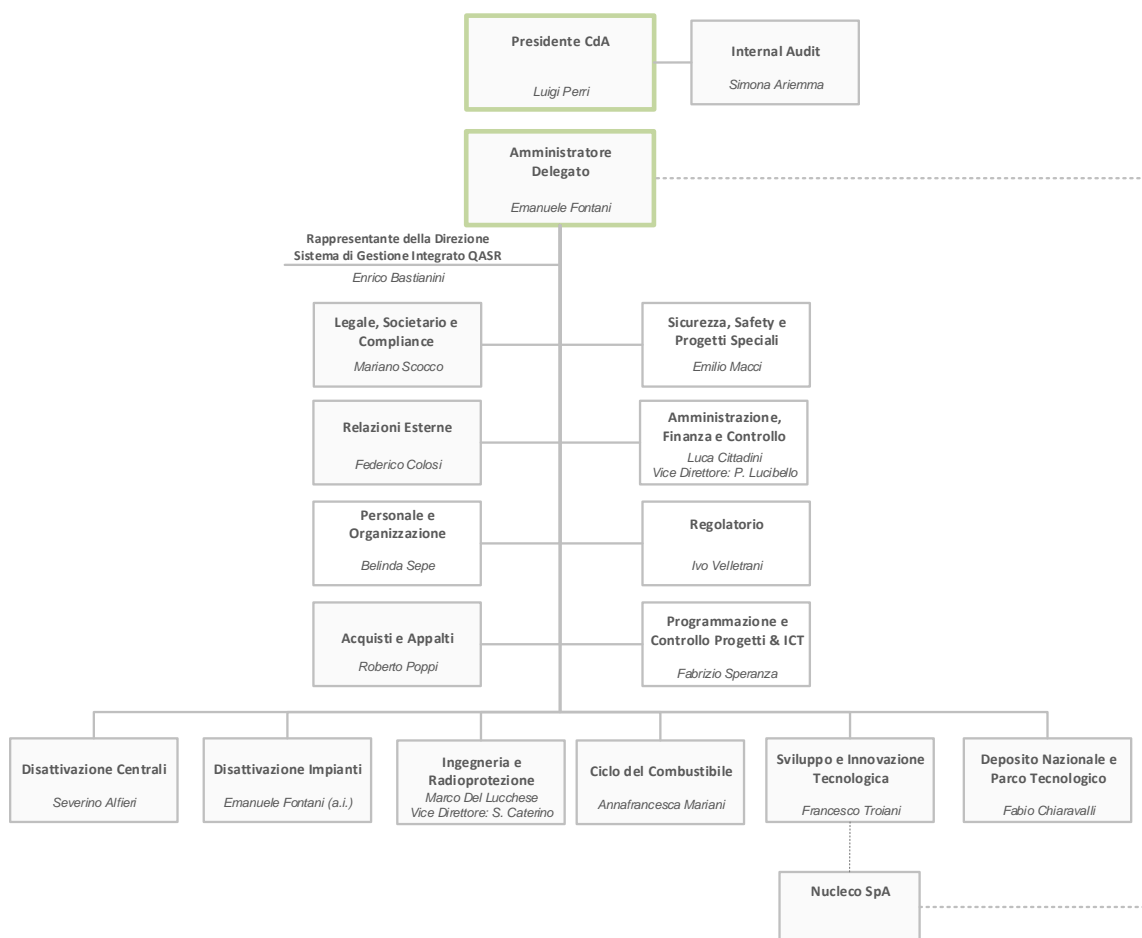 Presidente CdA
Luigi Perri
Internal Audit
Simona Ariemma
Amministratore
Delegato
Emanuele Fontani
Rappresentante della Direzione
Sistema di Gestione Integrato QASR
Enrico Bastianini
Legale, Societario e
Compliance
Mariano Scocco
Sicurezza, Safety e
Progetti Speciali
Emilio Macci
Relazioni Esterne
Federico Colosi
Amministrazione,
Finanza e Controllo
Luca Cittadini
Vice Direttore: P. Lucibello
Personale e
Organizzazione
Belinda Sepe
Regolatorio
Ivo Velletrani
Acquisti e Appalti
Roberto Poppi
Programmazione e
Controllo Progetti & ICT
Fabrizio Speranza
Disattivazione Centrali
Severino Alfieri
Disattivazione Impianti
Emanuele Fontani (a.i.)
Ingegneria e
Radioprotezione
Marco Del Lucchese
Vice Direttore: S. Caterino
Ciclo del Combustibile
Annafrancesca Mariani
Sviluppo e Innovazione
Tecnologica
Francesco Troiani
Deposito Nazionale e
Parco Tecnologico
Fabio Chiaravalli
Nucleco SpA